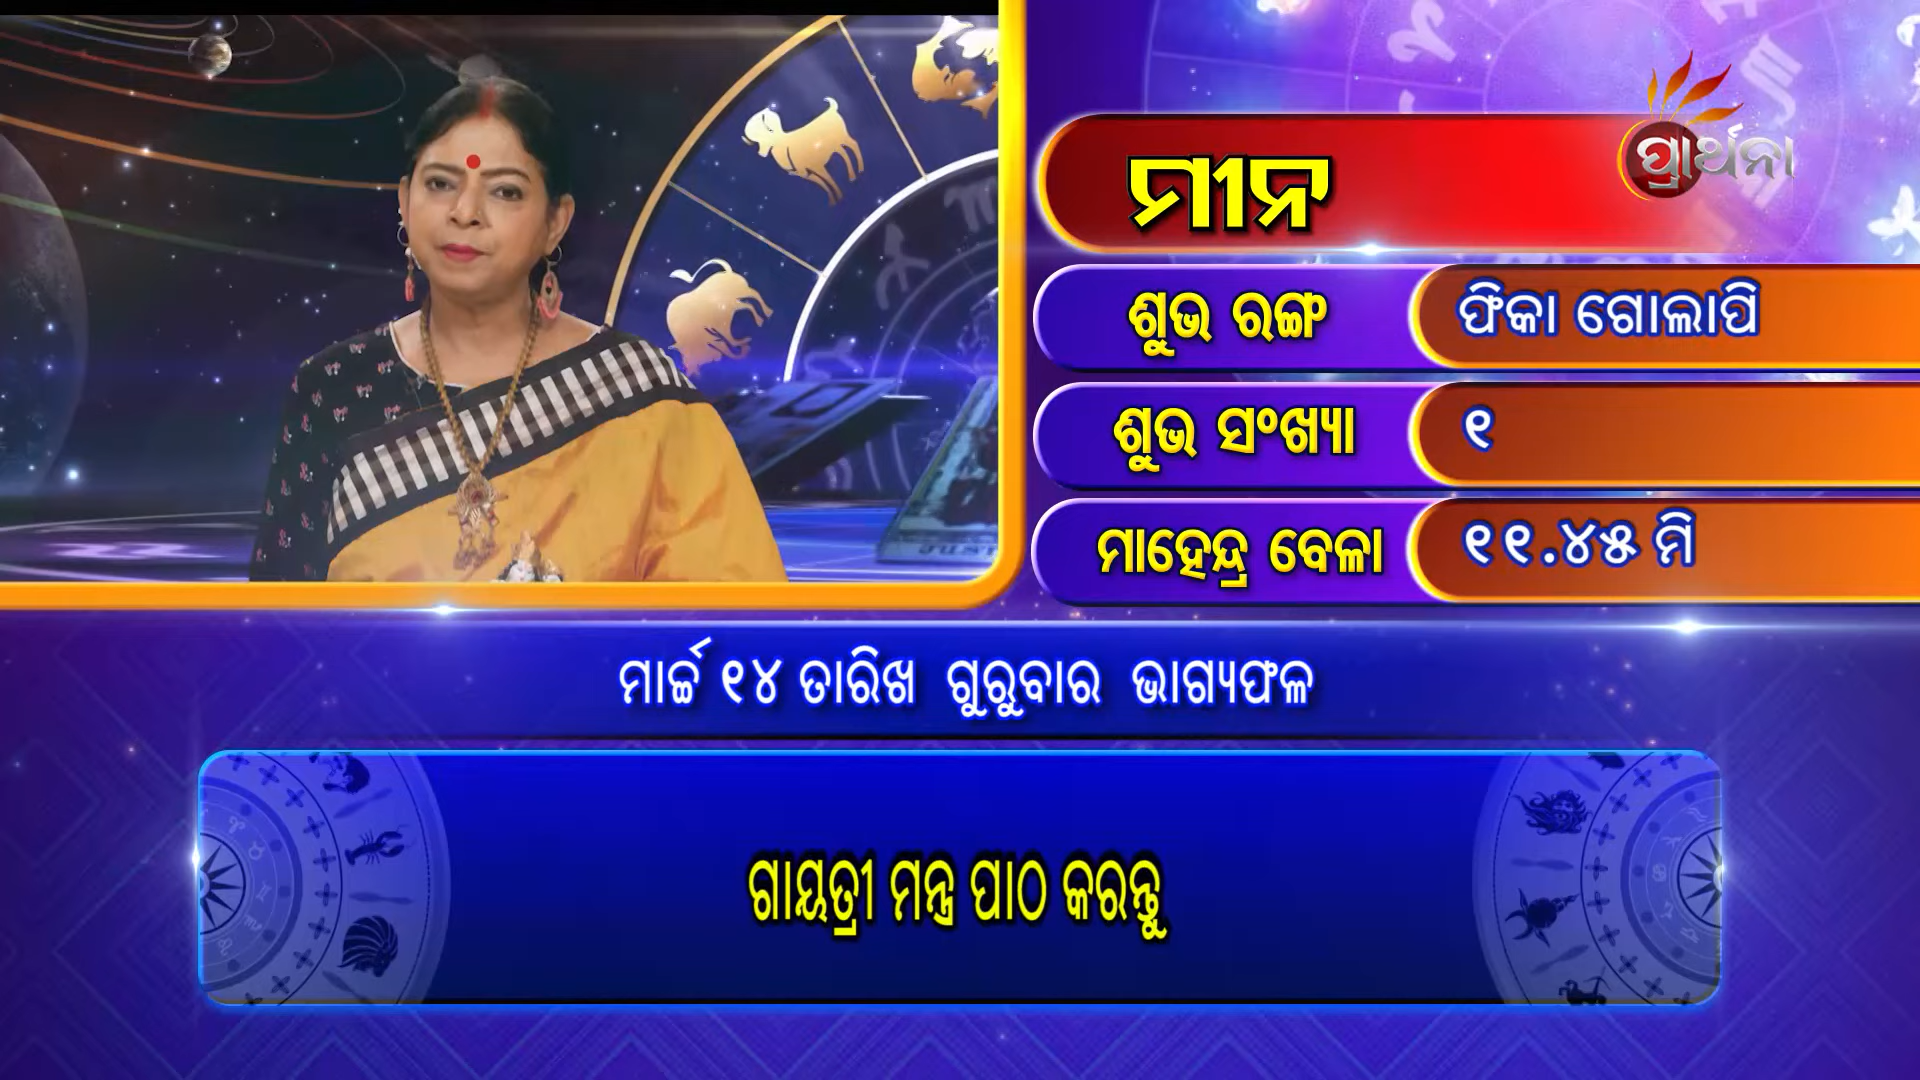 ମୀନ
ପ୍ରାର୍ଥନା
ଶୁଭ ରଙ୍ଗ
ଫିକା ଗୋଲାପି
ଶୁଭ ସଂଖ୍ୟା
୧
ମାହେନ୍ଦ୍ର ବେଳା
୧୧.୪୫ ମି
ମାର୍ଚ୍ଚ ୧୪ ତାରିଖ ଗୁରୁବାର ଭାଗ୍ୟଫଳ
ଗାୟତ୍ରୀ ମନ୍ତ୍ର ପାଠ କରନ୍ତୁ